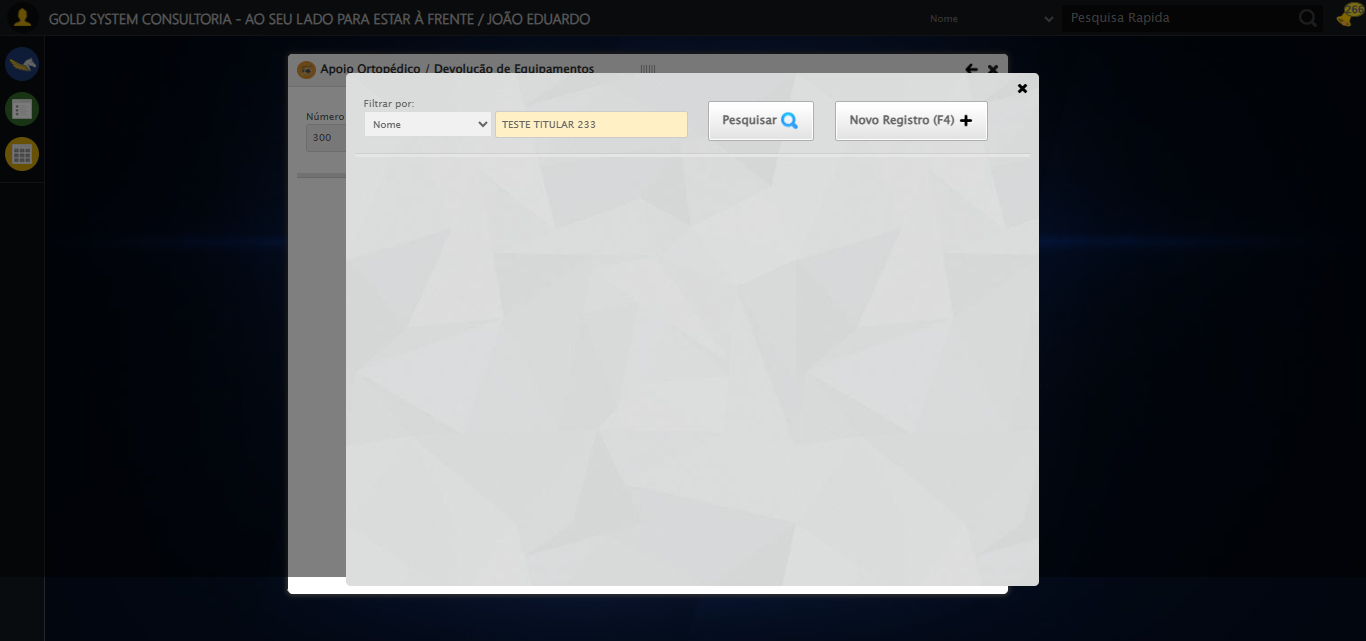 GOLD SYSTEM CONSULTORIA - AO SEU LADO PARA ESTAR À FRENTE / JOÃO EDUARDO
Nome
Pesquisa Rapida
266
Apoio Ortopédico / Devolução de Equipamentos
Filtrar por:
Nome
TESTE TITULAR 233
Pesquisar
Novo Registro (F4)
Número
300